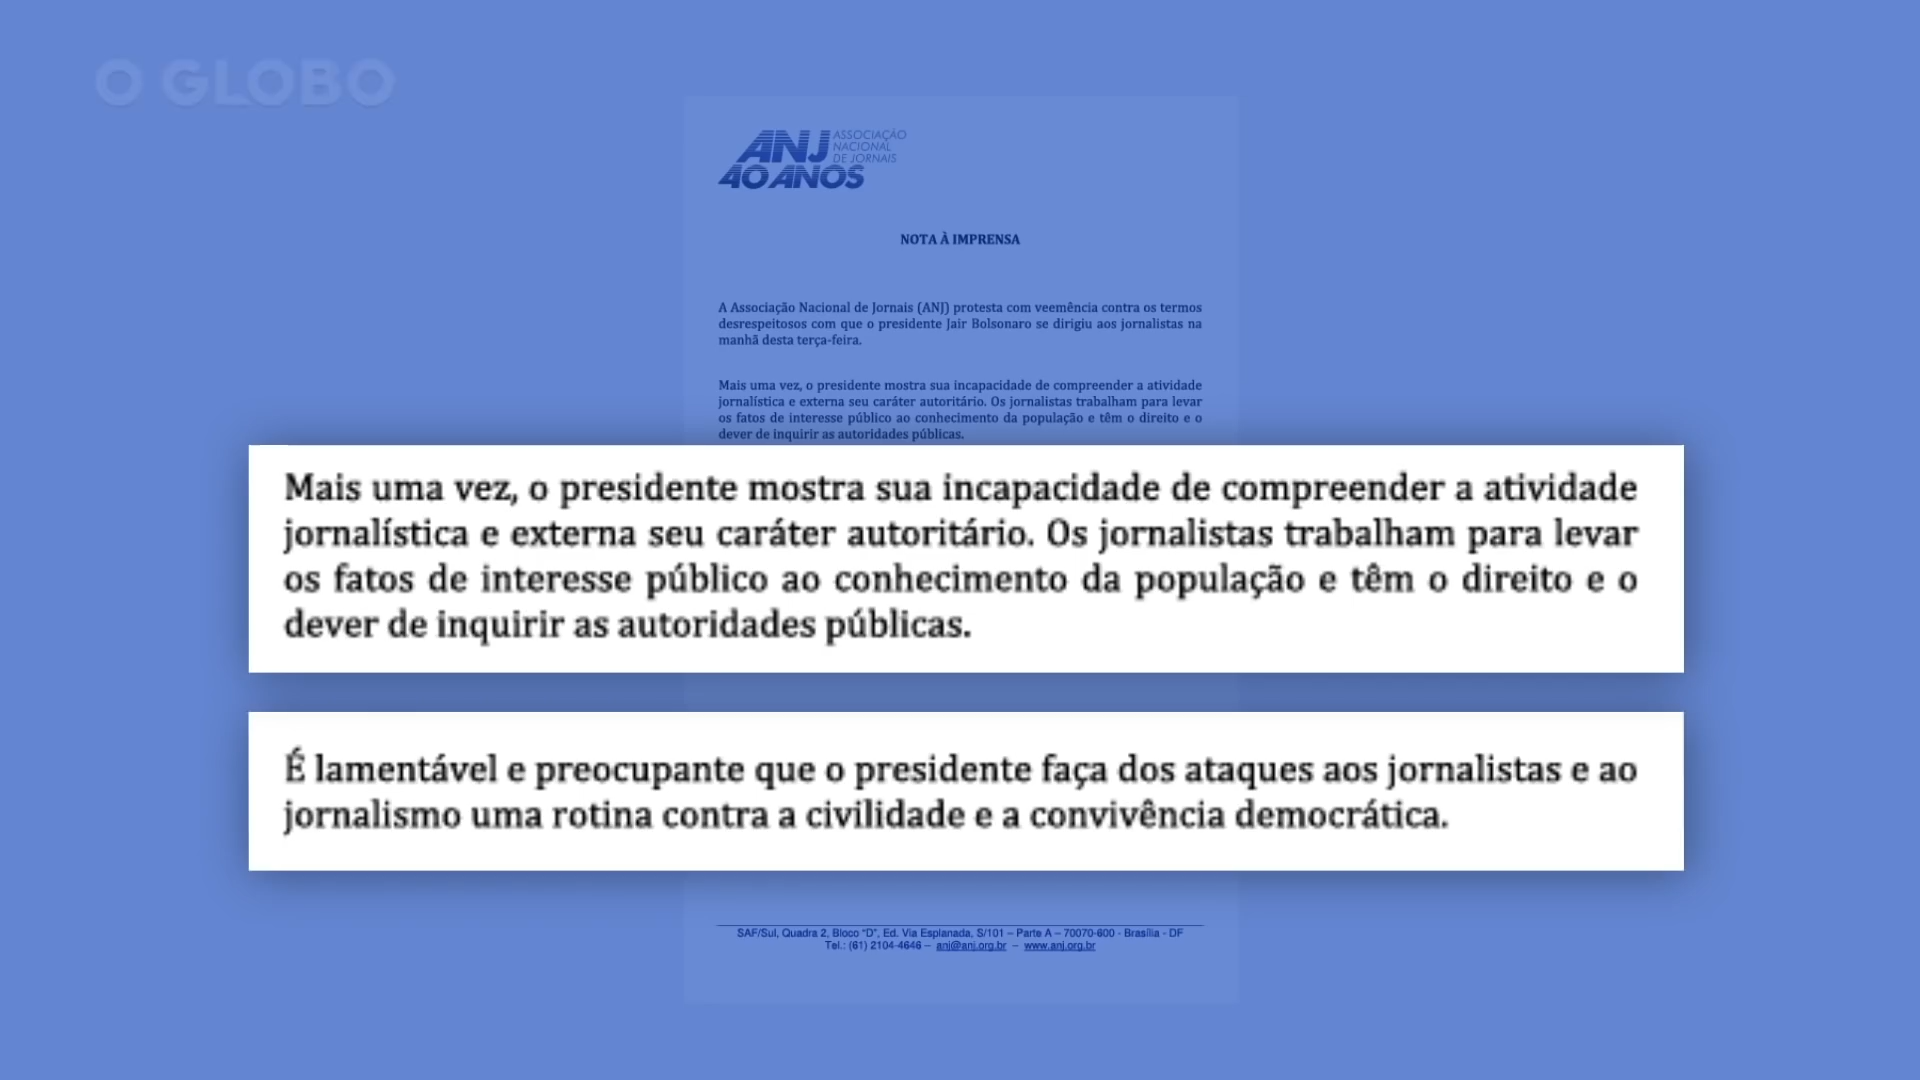 O GLOBO
ANJ ASSOCIAÇÃO
NACIONAL
DE JORNAIS
40 ANOS
NOTA À IMPRENSA
A Associação Nacional de Jornais (ANJ) protesta com veemência contra os termos
desrespeitosos com que o presidente Jair Bolsonaro se dirigiu aos jornalistas na
manhã desta terça-feira.
Mais uma vez, o presidente mostra sua incapacidade de compreender a atividade
jornalística e externa seu caráter autoritário. Os jornalistas trabalham para levar
os fatos de interesse público ao conhecimento da população e têm o direito e o
dever de inquirir as autoridades públicas.
Mais uma vez, o presidente mostra sua incapacidade de compreender a atividade
jornalística e externa seu caráter autoritário. Os jornalistas trabalham para levar
os fatos de interesse público ao conhecimento da população e têm o direito e o
dever de inquirir as autoridades públicas.
É lamentável e preocupante que o presidente faça dos ataques aos jornalistas e ao
jornalismo uma rotina contra a civilidade e a convivência democrática.
SAF/Sul, Quadra 2, Bloco "D", Ed. Via Esplanada, S/101 – Parte A – 70070-600 - Brasília - DF
Tel.: (61) 2104-4646 – anj@anj.org.br – www.anj.org.br